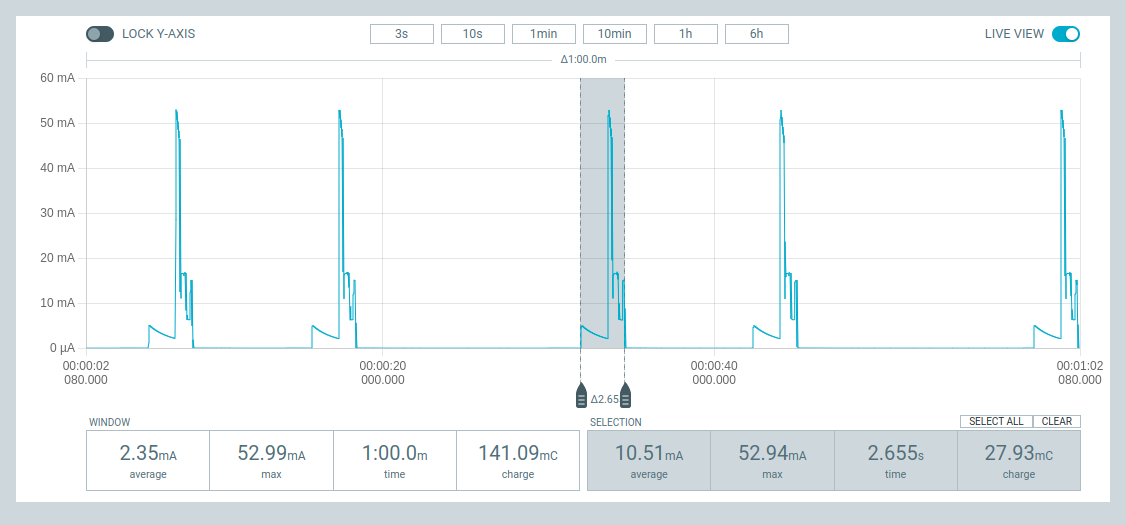 LOCK Y-AXIS 3s 10s 1min 10min 1h 6h LIVE VIEW
Δ1:00.0m
60 mA
50 mA
40 mA
30 mA
20 mA
10 mA
0 µA
00:00:02 00:00:20 00:00:40 00:01:02
080.000 000.000 000.000 080.000
Δ2.65
WINDOW SELECTION SELECT ALL CLEAR
2.35mA 52.99mA 1:00.0m 141.09mC 10.51mA 52.94mA 2.655s 27.93mC
average max time charge average max time charge